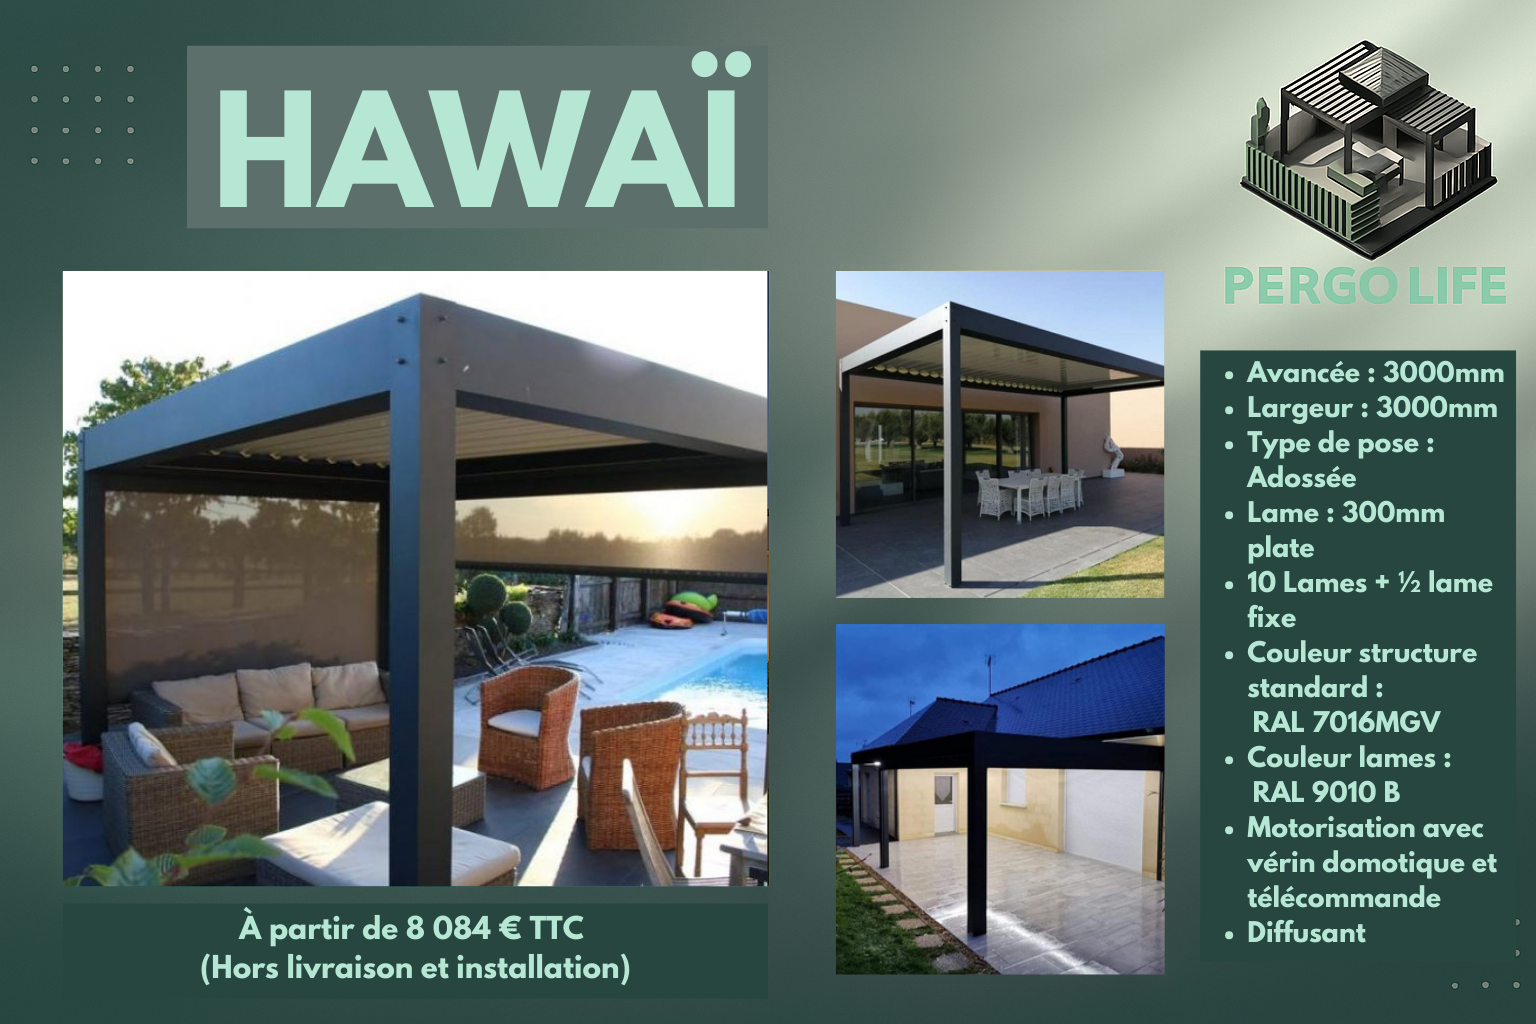 HAWAÏ
PERGO LIFE
À partir de 8 084 € TTC
(Hors livraison et installation)
• Avancée : 3000mm
• Largeur : 3000mm
• Type de pose :
Adossée
• Lame : 300mm
plate
• 10 Lames + ½ lame
fixe
• Couleur structure
standard :
RAL 7016MGV
• Couleur lames :
RAL 9010 B
• Motorisation avec
vérin domotique et
télécommande
• Diffusant